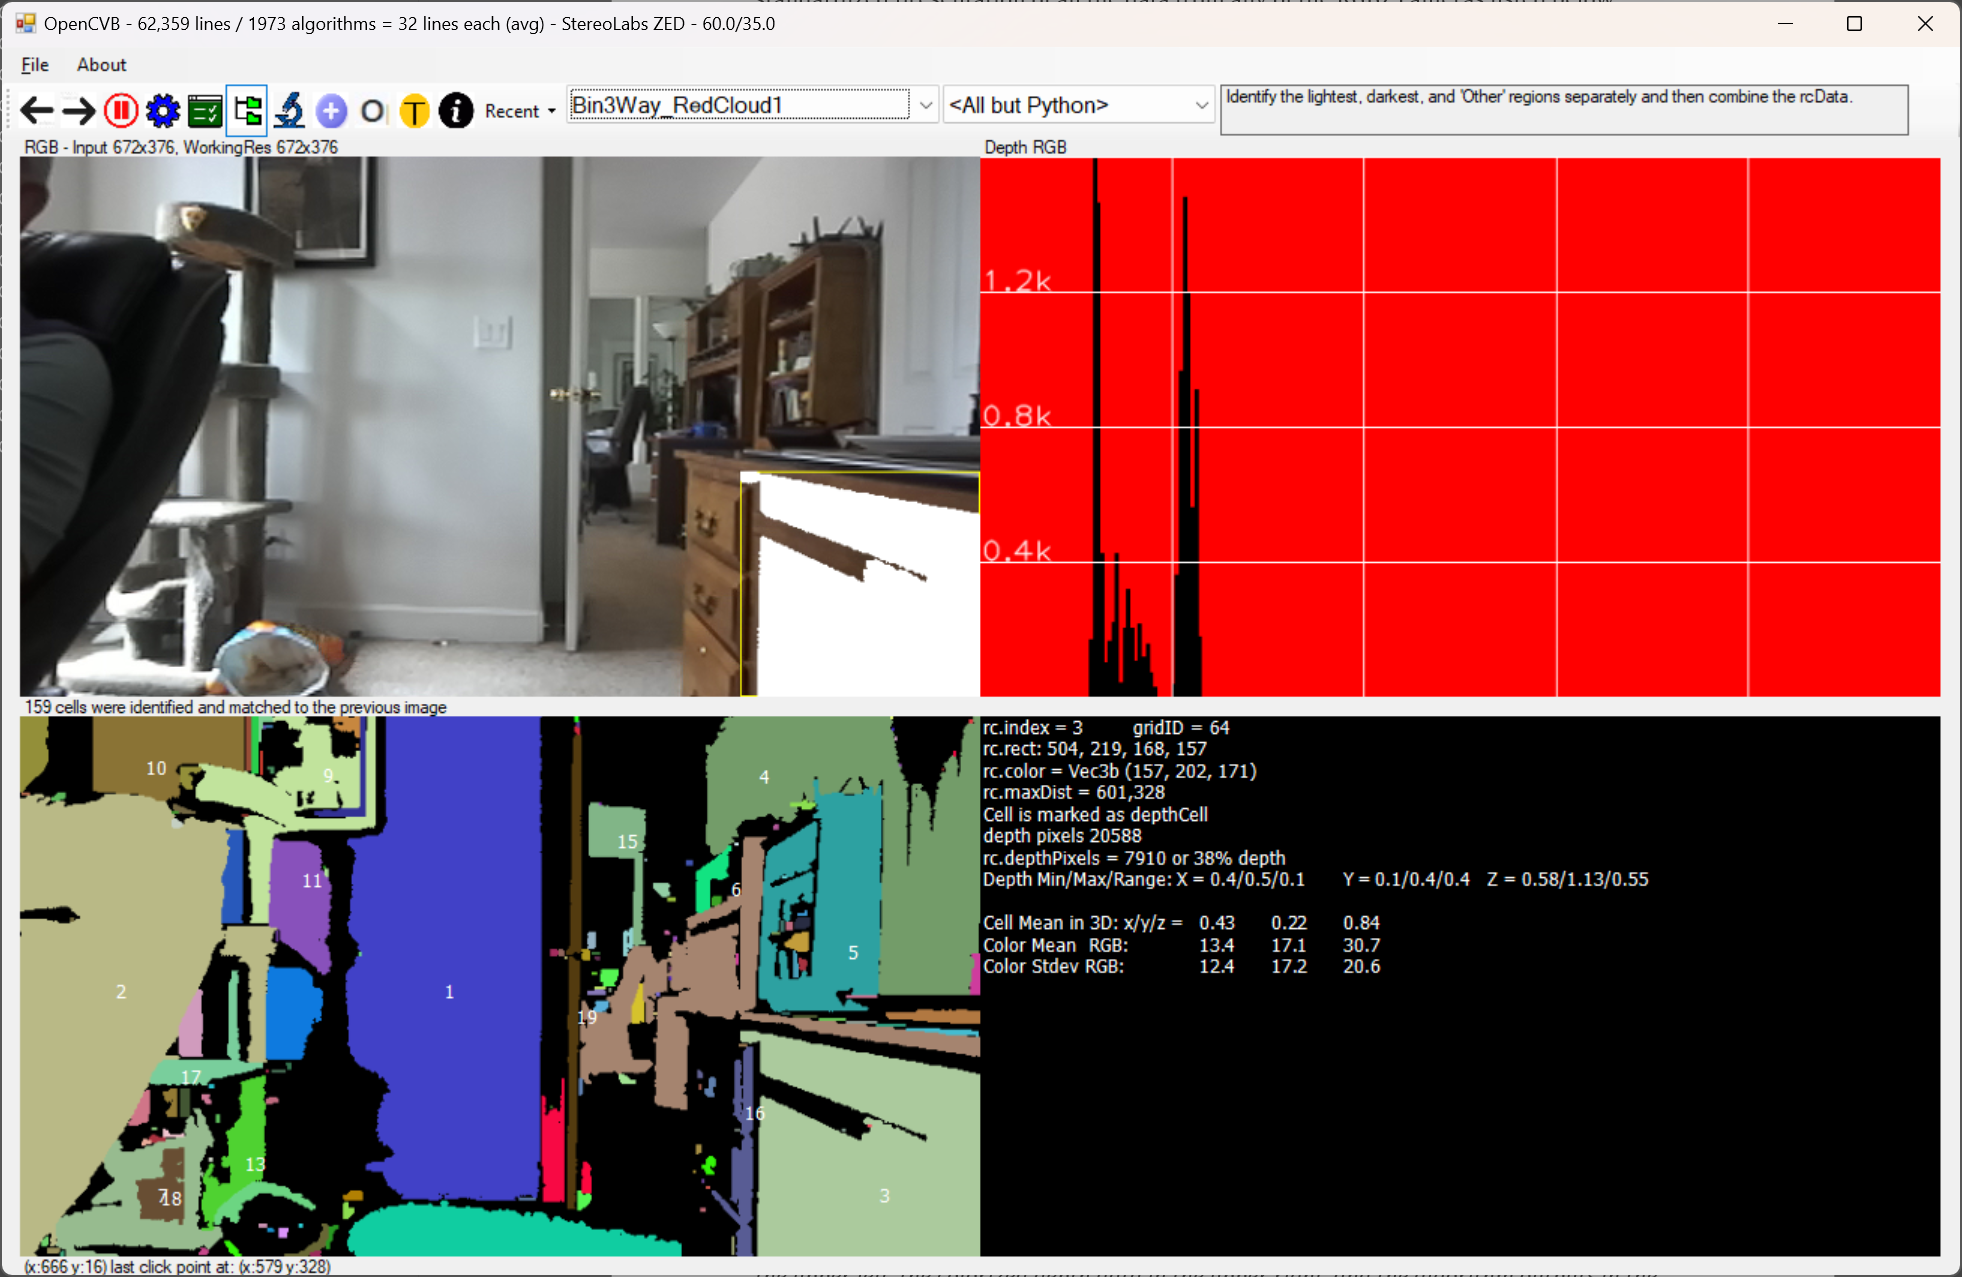 OpenCVB - 62,359 lines / 1973 algorithms = 32 lines each (avg) - StereoLabs ZED - 60.0/35.0
File About
Recent Bin3Way_RedCloud1 <All but Python> Identify the lightest, darkest, and 'Other' regions separately and then combine the rcData.
RGB - Input 672x376, WorkingRes 672x376
Depth RGB
1.2k
0.8k
0.4k
159 cells were identified and matched to the previous image
10
9
4
15
11
6
5
2
1
19
17
16
13
18
3
rc.index = 3 gridID = 64
rc.rect: 504, 219, 168, 157
rc.color = Vec3b (157, 202, 171)
rc.maxDist = 601,328
Cell is marked as depthCell
depth pixels 20588
rc.depthPixels = 7910 or 38% depth
Depth Min/Max/Range: X = 0.4/0.5/0.1 Y = 0.1/0.4/0.4 Z = 0.58/1.13/0.55
Cell Mean in 3D: x/y/z = 0.43 0.22 0.84
Color Mean RGB: 13.4 17.1 30.7
Color Stdev RGB: 12.4 17.2 20.6
(x:666 y:16) last click point at: (x:579 y:328)